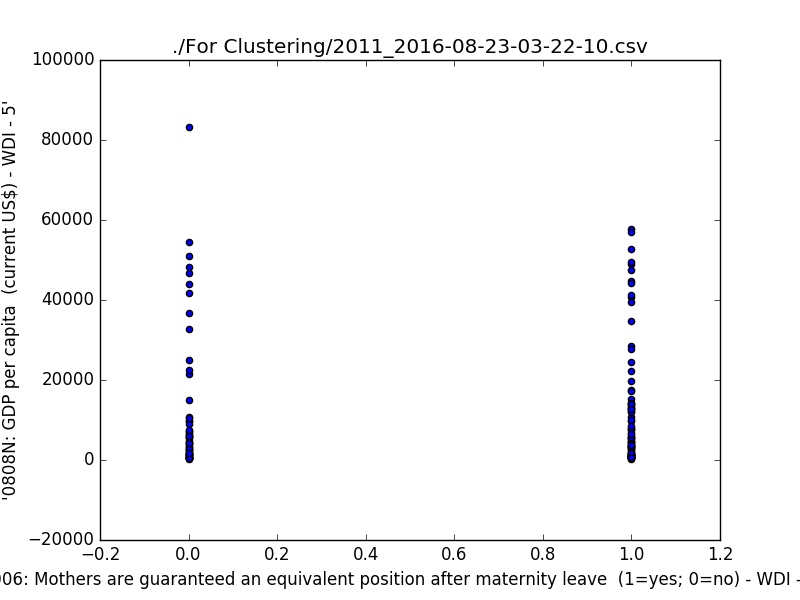 ./For Clustering/2011_2016-08-23-03-22-10.csv
100000
80000
60000
40000
20000
0
−20000
'0808N: GDP per capita  (current US$) - WDI - 5'
−0.2 0.0 0.2 0.4 0.6 0.8 1.0 1.2
006: Mothers are guaranteed an equivalent position after maternity leave  (1=yes; 0=no) - WDI -